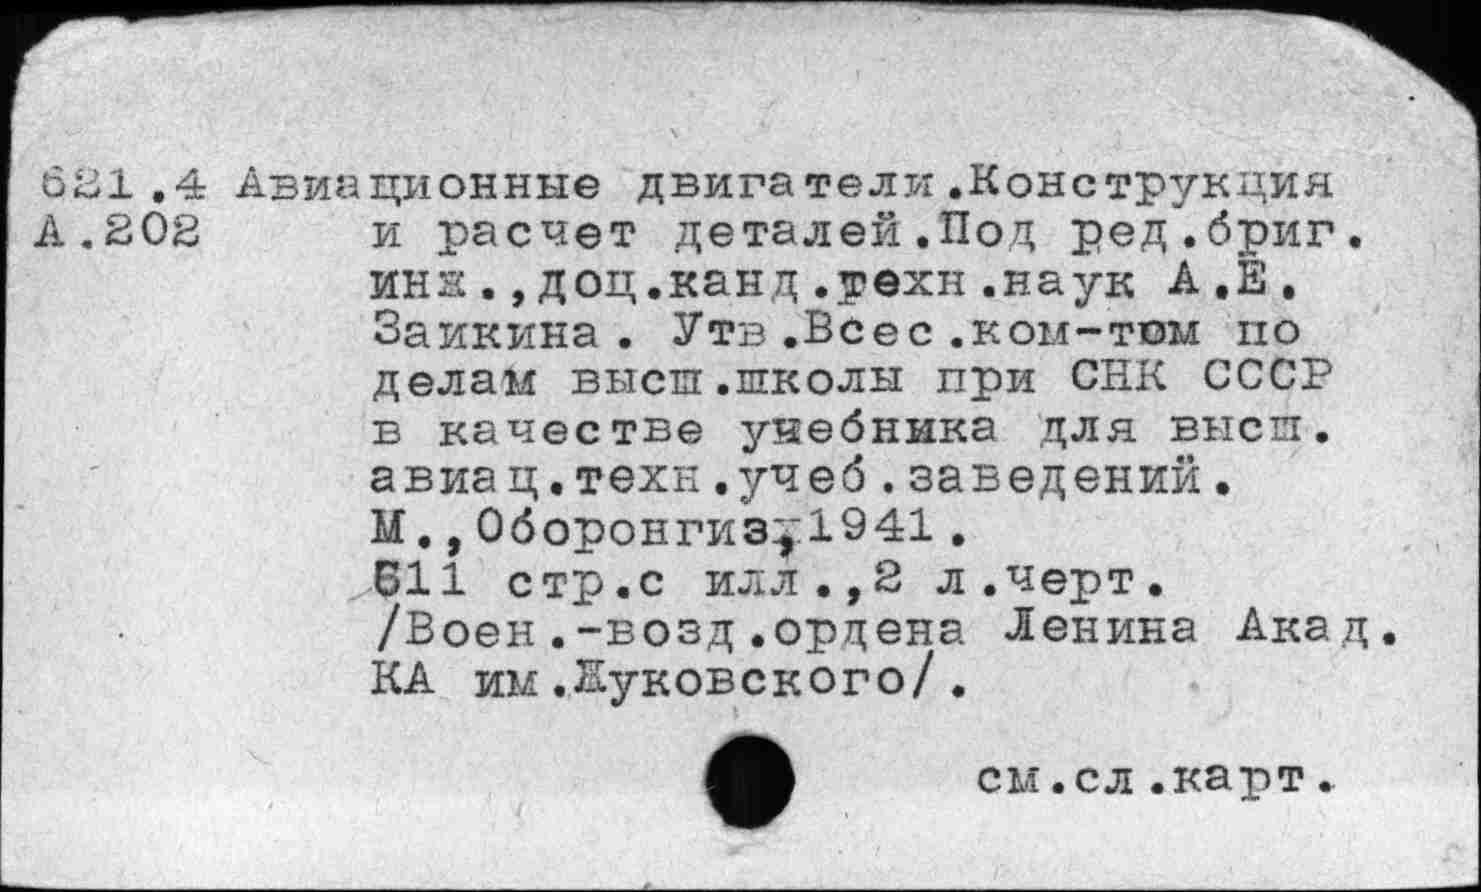 621.4 Авиационные двигатели.Конструкция
А.202 и расчет деталей.Под ред.бриг.
инж.,доц.канд.техн.наук А.Е.
Заикина. Утв.Всес.ком-том по
делам высш.школы при СНК СССР
в качестве учебника для высш.
авиац.техн.учеб.заведений.
М.,Оборонгиз,1941.
511 стр.с илл.,2 л.черт.
/Воен.-возд.ордена Ленина Акад.
КА им.Жуковского/.
см.сл.карт.